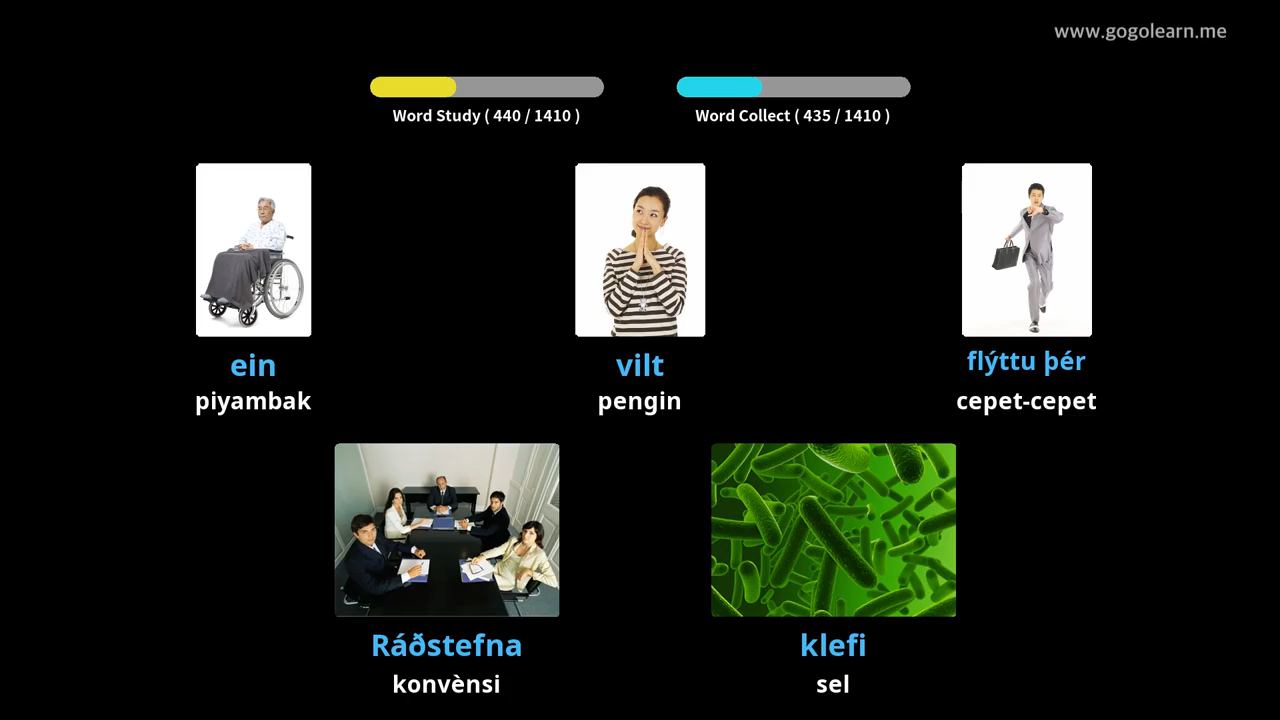 www.gogolearn.me
Word Study ( 440 / 1410 )
Word Collect ( 435 / 1410 )
ein
piyambak
vilt
pengin
flýttu þér
cepet-cepet
Ráðstefna
konvènsi
klefi
sel